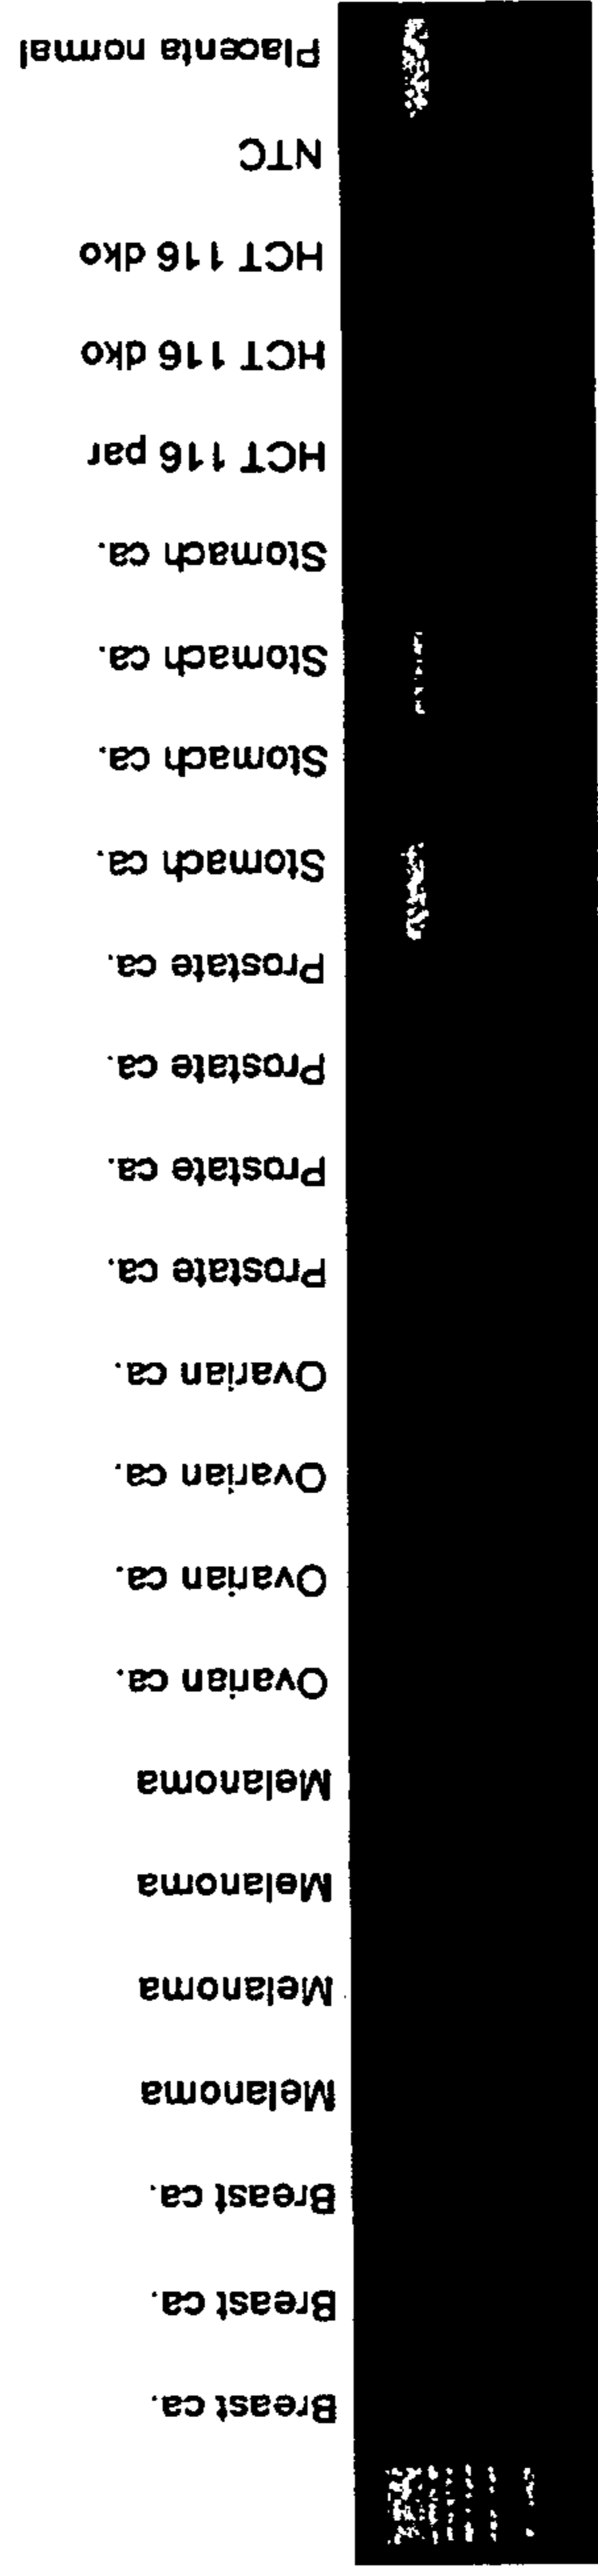 Breast ca.
Breast ca.
Breast ca.
Melanoma
Melanoma
Melanoma
Melanoma
Ovarian ca.
Ovarian ca.
Ovarian ca.
Ovarian ca.
Prostate ca.
Prostate ca.
Prostate ca.
Prostate ca.
Stomach ca.
Stomach ca.
Stomach ca.
Stomach ca.
HCT 116 par
HCT 116 dko
HCT 116 dko
NTC
Placenta normal